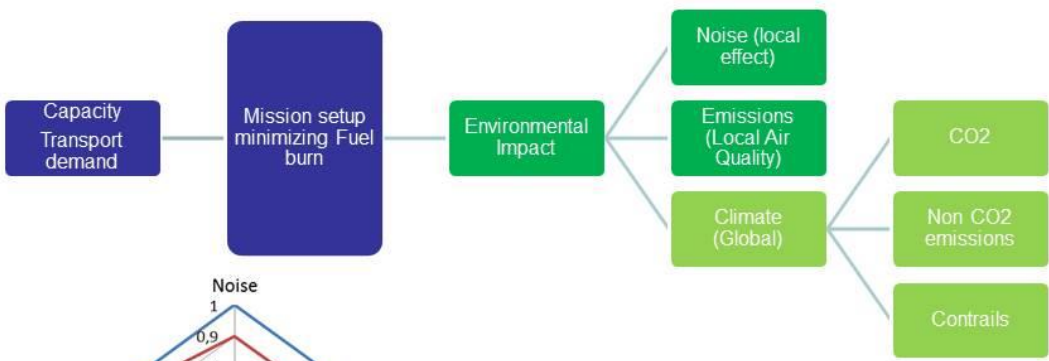 Capacity
Transport
demand
Mission setup
minimizing Fuel
burn
Environmental
Impact
Noise (local
effect)
Emissions
(Local Air
Quality)
Climate
(Global)
CO2
Non CO2
emissions
Contrails
Noise
1
0,9